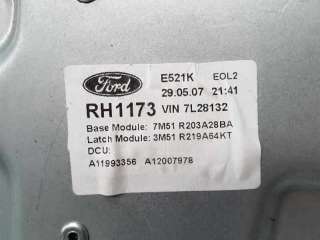 Ford
E521K EOL2
29.05.07 21:41
RH1173 VIN 7L28132
Base Module: 7M51 R203A28BA
Latch Module: 3M51 R219A64KT
DCU:
A11993356 A12007978